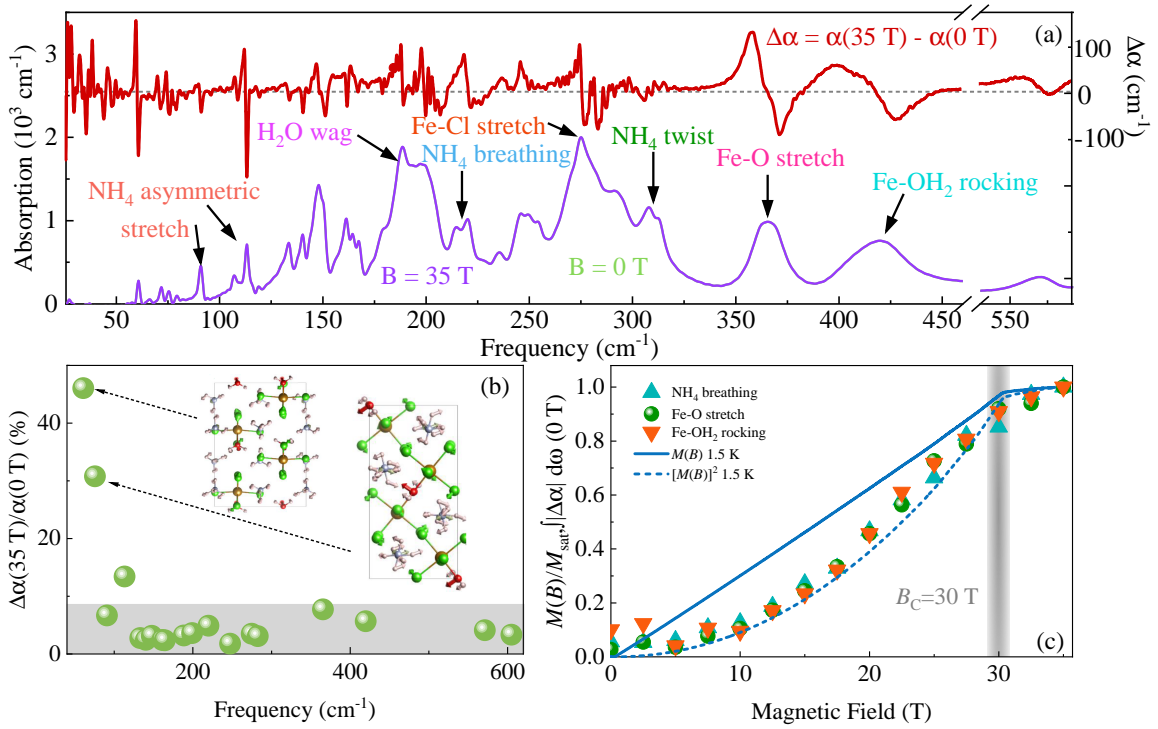 (a)
Δα = α(35 T) - α(0 T)
Absorption (10³ cm⁻¹)
3
2
1
0
100
0
-100
Δα (cm⁻¹)
H₂O wag
Fe-Cl stretch
NH₄ breathing
NH₄ twist
Fe-O stretch
Fe-OH₂ rocking
NH₄ asymmetric
stretch
B = 35 T
B = 0 T
50 100 150 200 250 300 350 400 450 550
Frequency (cm⁻¹)
(b)
Δα(35 T)/α(0 T) (%)
40
20
0
200 400 600
Frequency (cm⁻¹)
M(B)/Mₛₐₜ,∫|Δα| dω (0 T)
1.0
0.8
0.6
0.4
0.2
0.0
NH₄ breathing
Fe-O stretch
Fe-OH₂ rocking
M(B) 1.5 K
[M(B)]² 1.5 K
B_C=30 T
(c)
0 10 20 30
Magnetic Field (T)